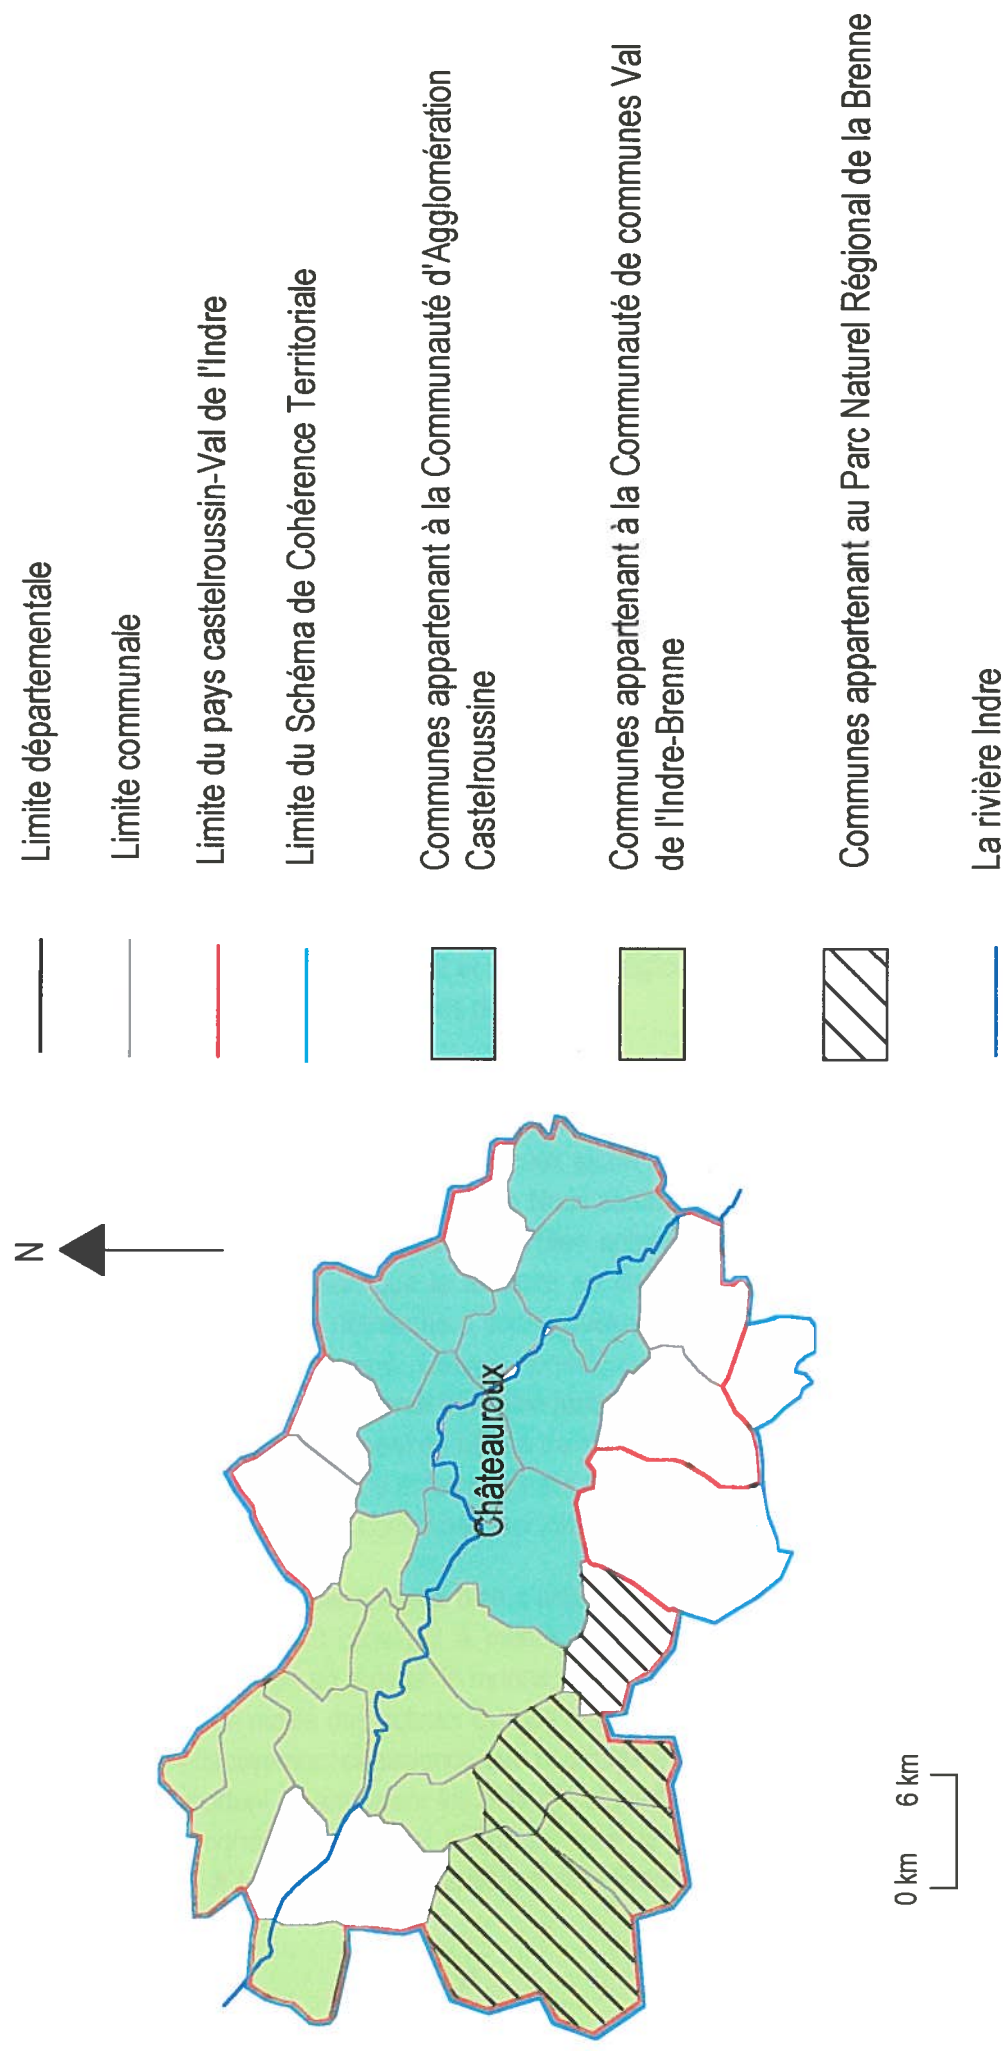 N
Châteauroux
0 km
6 km
Limite départementale
Limite communale
Limite du pays castelroussin-Val de l'Indre
Limite du Schéma de Cohérence Territoriale
Communes appartenant à la Communauté d'Agglomération
Castelroussine
Communes appartenant à la Communauté de communes Val
de l'Indre-Brenne
Communes appartenant au Parc Naturel Régional de la Brenne
La rivière Indre